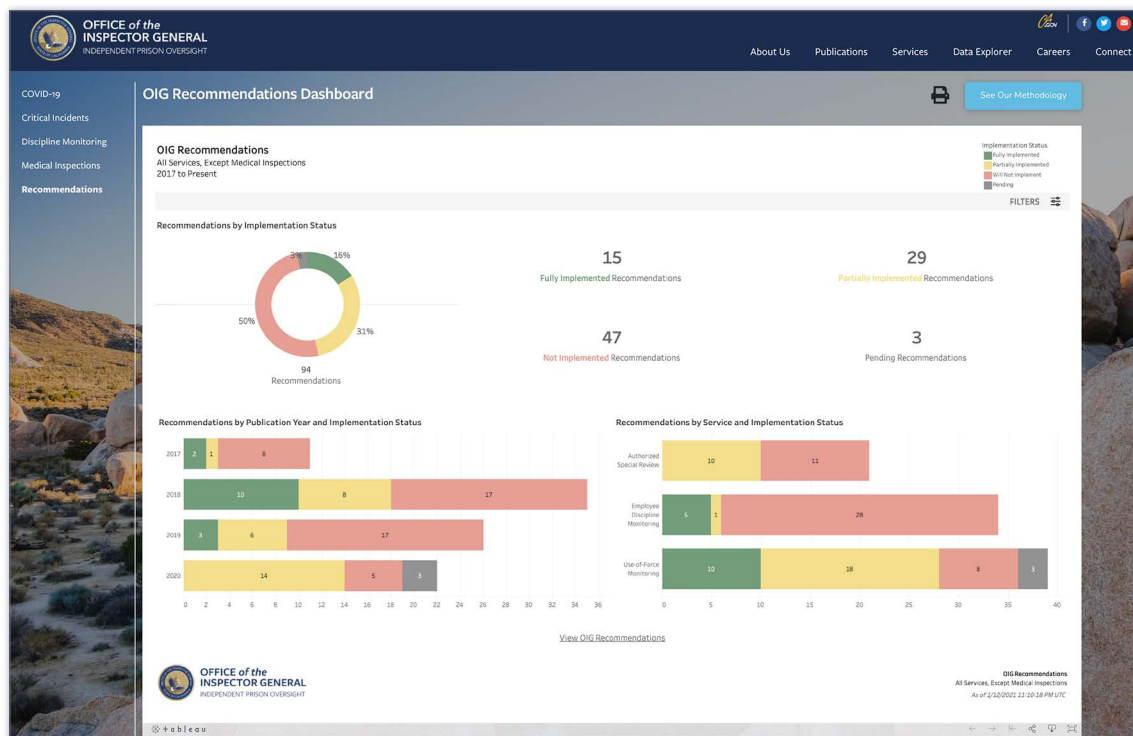 OFFICE of the
INSPECTOR GENERAL
INDEPENDENT PRISON OVERSIGHT
CA.GOV
About Us Publications Services Data Explorer Careers Connect
COVID-19
Critical Incidents
Discipline Monitoring
Medical Inspections
Recommendations
OIG Recommendations Dashboard
See Our Methodology
OIG Recommendations
All Services, Except Medical Inspections
2017 to Present
Implementation Status
Fully Implemented
Partially Implemented
Will Not Implement
Pending
FILTERS
Recommendations by Implementation Status
3% 16%
50%
31%
94
Recommendations
15
Fully Implemented Recommendations
29
Partially Implemented Recommendations
47
Not Implemented Recommendations
3
Pending Recommendations
Recommendations by Publication Year and Implementation Status
2017 2 1 8
2018 10 8 17
2019 3 6 17
2020 14 5 3
0 2 4 6 8 10 12 14 16 18 20 22 24 26 28 30 32 34 36
Recommendations by Service and Implementation Status
Authorized
Special Review
10 11
Employee
Discipline
Monitoring
5 1 28
Use-of-Force
Monitoring
10 18 8 3
0 5 10 15 20 25 30 35 40
View OIG Recommendations
OFFICE of the
INSPECTOR GENERAL
INDEPENDENT PRISON OVERSIGHT
OIG Recommendations
All Services, Except Medical Inspections
As of 1/12/2021 11:10:18 PM UTC
+ableau